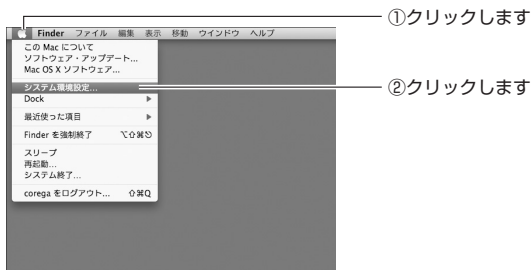 ①クリックします
Finder ファイル 編集 表示 移動 ウインドウ ヘルプ
この Mac について
ソフトウェア・アップデート...
Mac OS X ソフトウェア...
システム環境設定...
②クリックします
Dock ▶
最近使った項目 ▶
Finder を強制終了 ⌥⇧⌘⎋
スリープ
再起動...
システム終了...
corega をログアウト... ⇧⌘Q